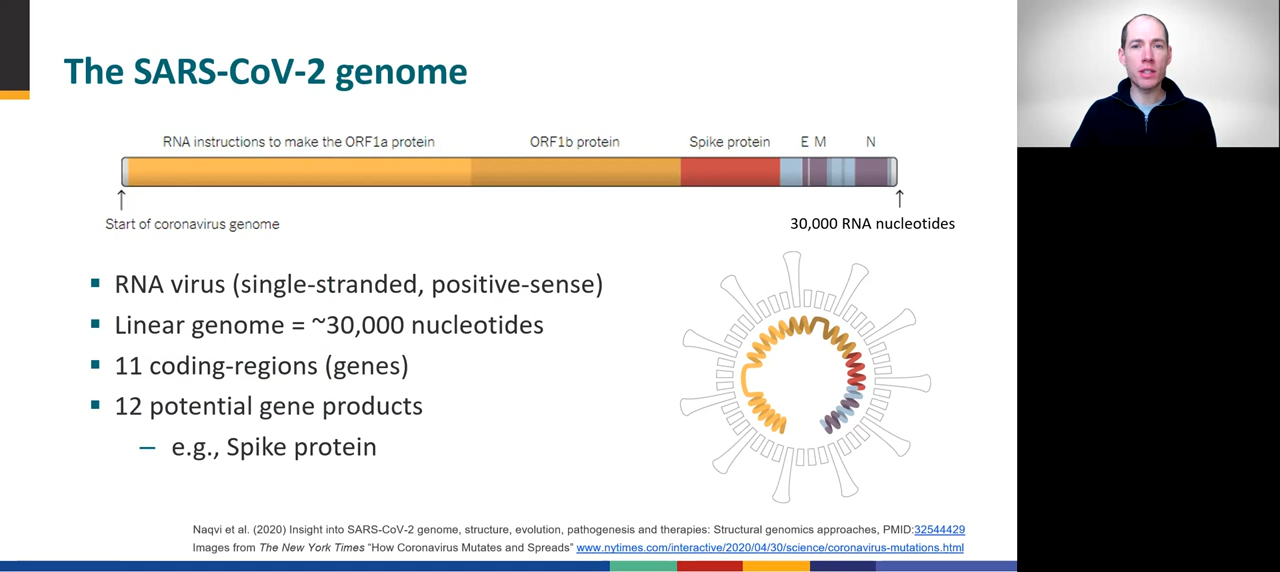 The SARS-CoV-2 genome
RNA instructions to make the ORF1a protein ORF1b protein Spike protein E M N
Start of coronavirus genome 30,000 RNA nucleotides
▪ RNA virus (single-stranded, positive-sense)
▪ Linear genome = ~30,000 nucleotides
▪ 11 coding-regions (genes)
▪ 12 potential gene products
– e.g., Spike protein
Naqvi et al. (2020) Insight into SARS-CoV-2 genome, structure, evolution, pathogenesis and therapies: Structural genomics approaches, PMID:32544429
Images from The New York Times “How Coronavirus Mutates and Spreads” www.nytimes.com/interactive/2020/04/30/science/coronavirus-mutations.html